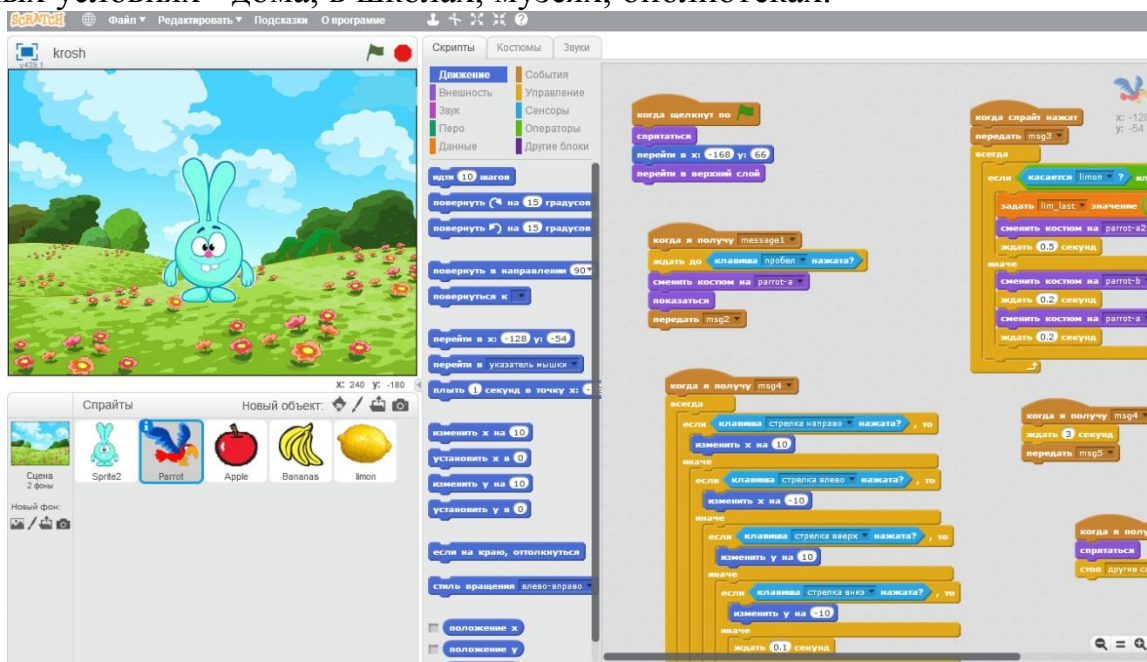 условиях - дома, в школах, музеях, библиотеках.
SCRATCH Файл Редактировать Подсказки О программе
krosh
v439.1
X: 240 y: -180
Спрайты Новый объект:
Сцена
2 фоны
Новый фон:
Sprite2 Parrot Apple Bananas limon
Скрипты Костюмы Звуки
Движение События
Внешность Управление
Звук Сенсоры
Перо Операторы
Данные Другие блоки
идти 10 шагов
повернуть на 15 градусов
повернуть на 15 градусов
повернуть в направлении 90
повернуться к
перейти в x: -128 y: -54
перейти в указатель мышки
плыть 1 секунд в точку x:
изменить x на 10
установить x в 0
изменить y на 10
установить y в 0
если на краю, оттолкнуться
стиль вращения влево-вправо
положение x
положение y
когда щелкнут по
спрятаться
перейти в x: -168 y: 66
перейти в верхний слой
когда я получу message1
ждать до клавиша пробел нажата?
сменить костюм на parrot-a
показаться
передать msg2
когда я получу msg4
всегда
если клавиша стрелка направо нажата? , то
изменить x на 10
иначе
если клавиша стрелка влево нажата? , то
изменить x на -10
иначе
если клавиша стрелка вверх нажата? , то
изменить y на 10
иначе
если клавиша стрелка вниз нажата? , то
изменить y на -10
иначе
ждать 0.1 секунд
x: -128
y: -54
когда спрайт нажат
передать msg3
всегда
если касается limon ?
задать lim_last значение
сменить костюм на parrot-a2
ждать 0.5 секунд
иначе
сменить костюм на parrot-b
ждать 0.2 секунд
сменить костюм на parrot-a
ждать 0.2 секунд
когда я получу msg4
ждать 3 секунд
передать msg5
когда я
спрятаться
стоп другие